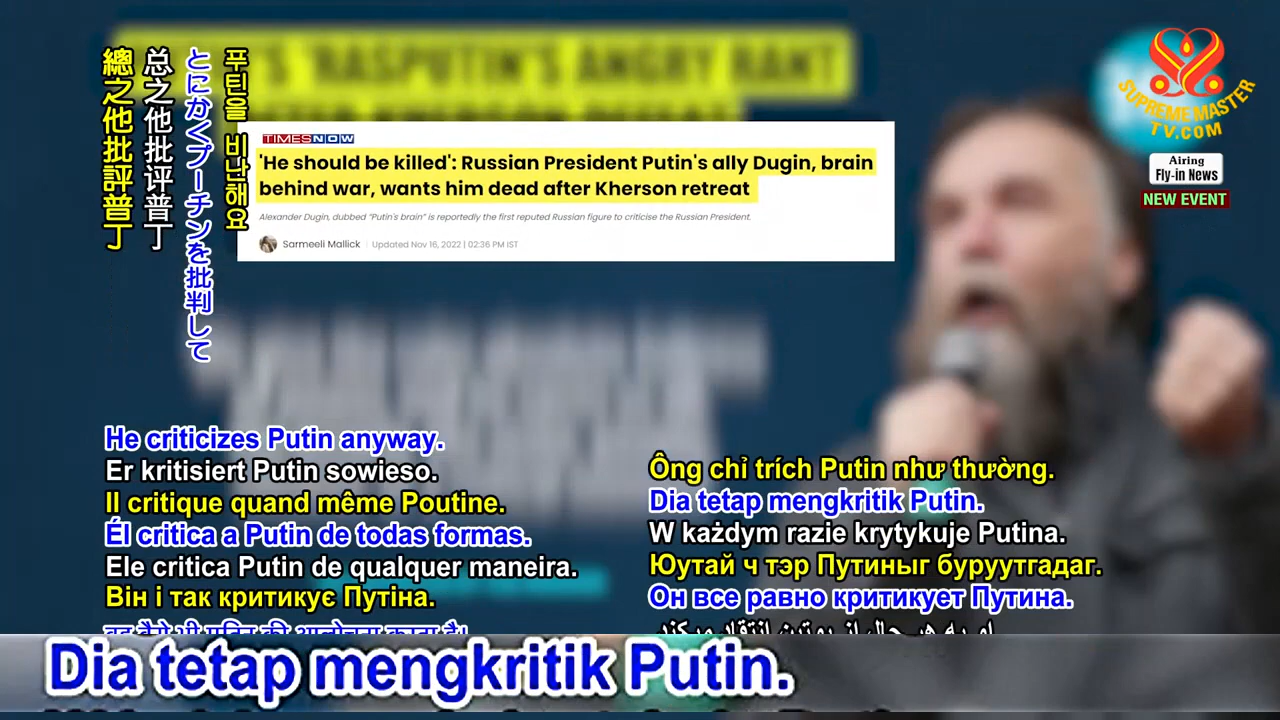 總之他批評普丁
总之他批评普丁
とにかくプーチンを批判して
푸틴을 비난해요
TIMES NOW
'He should be killed': Russian President Putin's ally Dugin, brain
behind war, wants him dead after Kherson retreat
Alexander Dugin, dubbed "Putin's brain" is reportedly the first reputed Russian figure to criticise the Russian President.
Sarmeeli Mallick | Updated Nov 16, 2022 | 02:36 PM IST
SUPREME MASTER
TV.COM
Airing
Fly-in News
NEW EVENT
He criticizes Putin anyway.
Er kritisiert Putin sowieso.
Il critique quand même Poutine.
Él critica a Putin de todas formas.
Ele critica Putin de qualquer maneira.
Він і так критикує Путіна.
Ông chỉ trích Putin như thường.
Dia tetap mengkritik Putin.
W każdym razie krytykuje Putina.
Юутай ч тэр Путиныг буруутгадаг.
Он все равно критикует Путина.
Dia tetap mengkritik Putin.